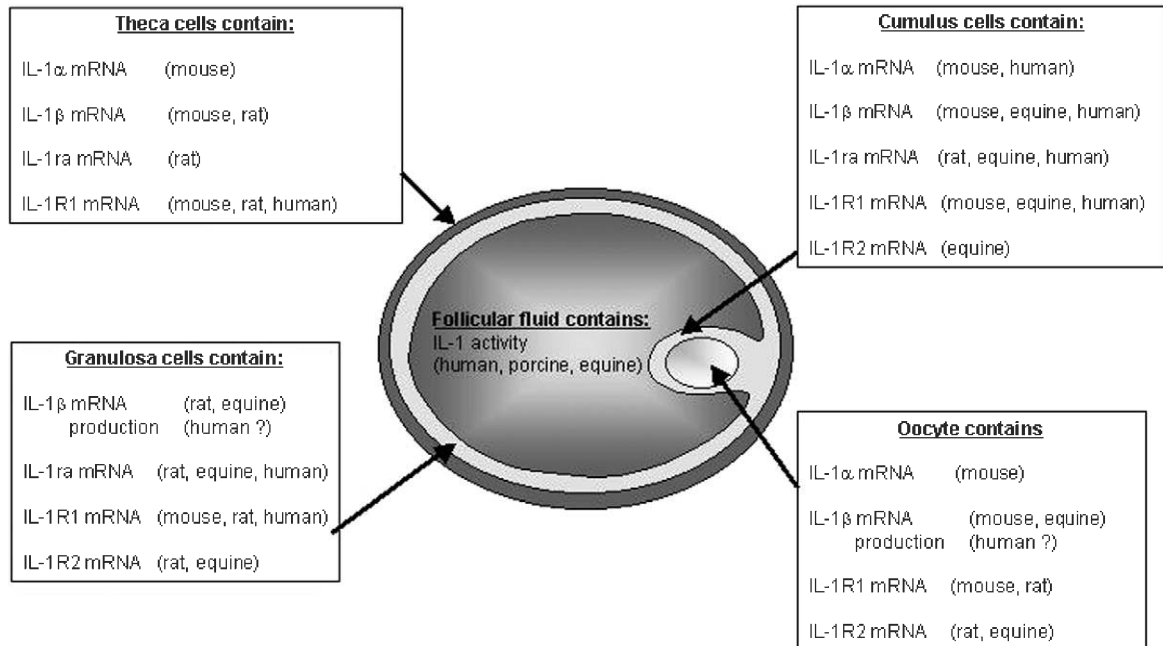 Theca cells contain:
IL-1α mRNA (mouse)
IL-1β mRNA (mouse, rat)
IL-1ra mRNA (rat)
IL-1R1 mRNA (mouse, rat, human)
Cumulus cells contain:
IL-1α mRNA (mouse, human)
IL-1β mRNA (mouse, equine, human)
IL-1ra mRNA (rat, equine, human)
IL-1R1 mRNA (mouse, equine, human)
IL-1R2 mRNA (equine)
Follicular fluid contains:
IL-1 activity
(human, porcine, equine)
Granulosa cells contain:
IL-1β mRNA (rat, equine)
production (human ?)
IL-1ra mRNA (rat, equine, human)
IL-1R1 mRNA (mouse, rat, human)
IL-1R2 mRNA (rat, equine)
Oocyte contains
IL-1α mRNA (mouse)
IL-1β mRNA (mouse, equine)
production (human ?)
IL-1R1 mRNA (mouse, rat)
IL-1R2 mRNA (rat, equine)